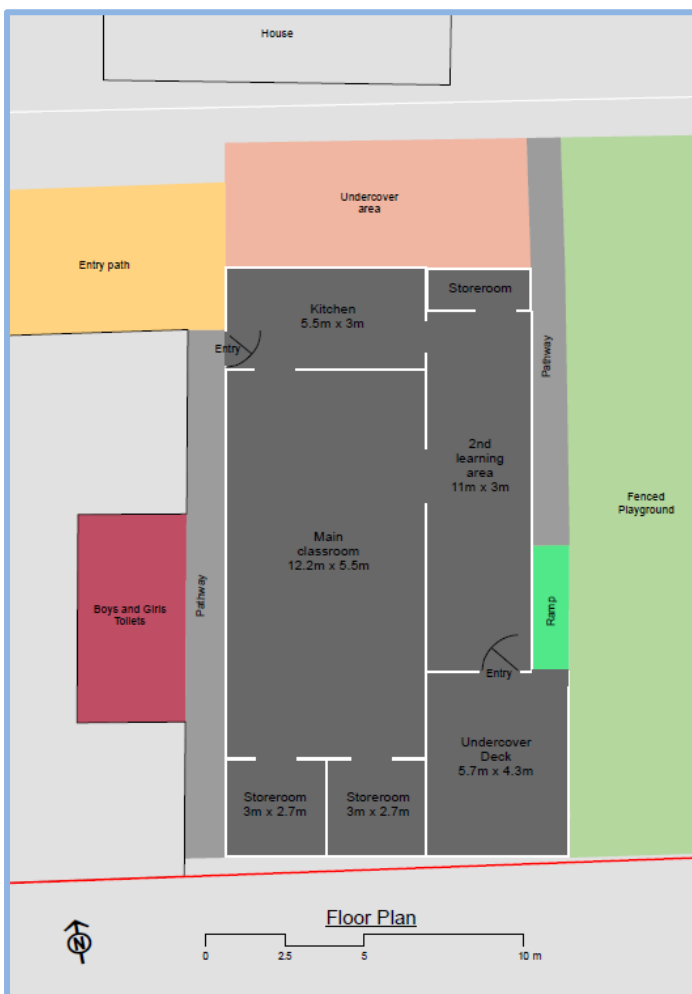 House
Undercover
area
Entry path
Storeroom
Kitchen
5.5m x 3m
Entry
Pathway
2nd
learning
area
11m x 3m
Fenced
Playground
Main
classroom
12.2m x 5.5m
Pathway
Boys and Girls
Toilets
Ramp
Entry
Undercover
Deck
5.7m x 4.3m
Storeroom
3m x 2.7m
Storeroom
3m x 2.7m
Floor Plan
N
0 2.5 5 10 m